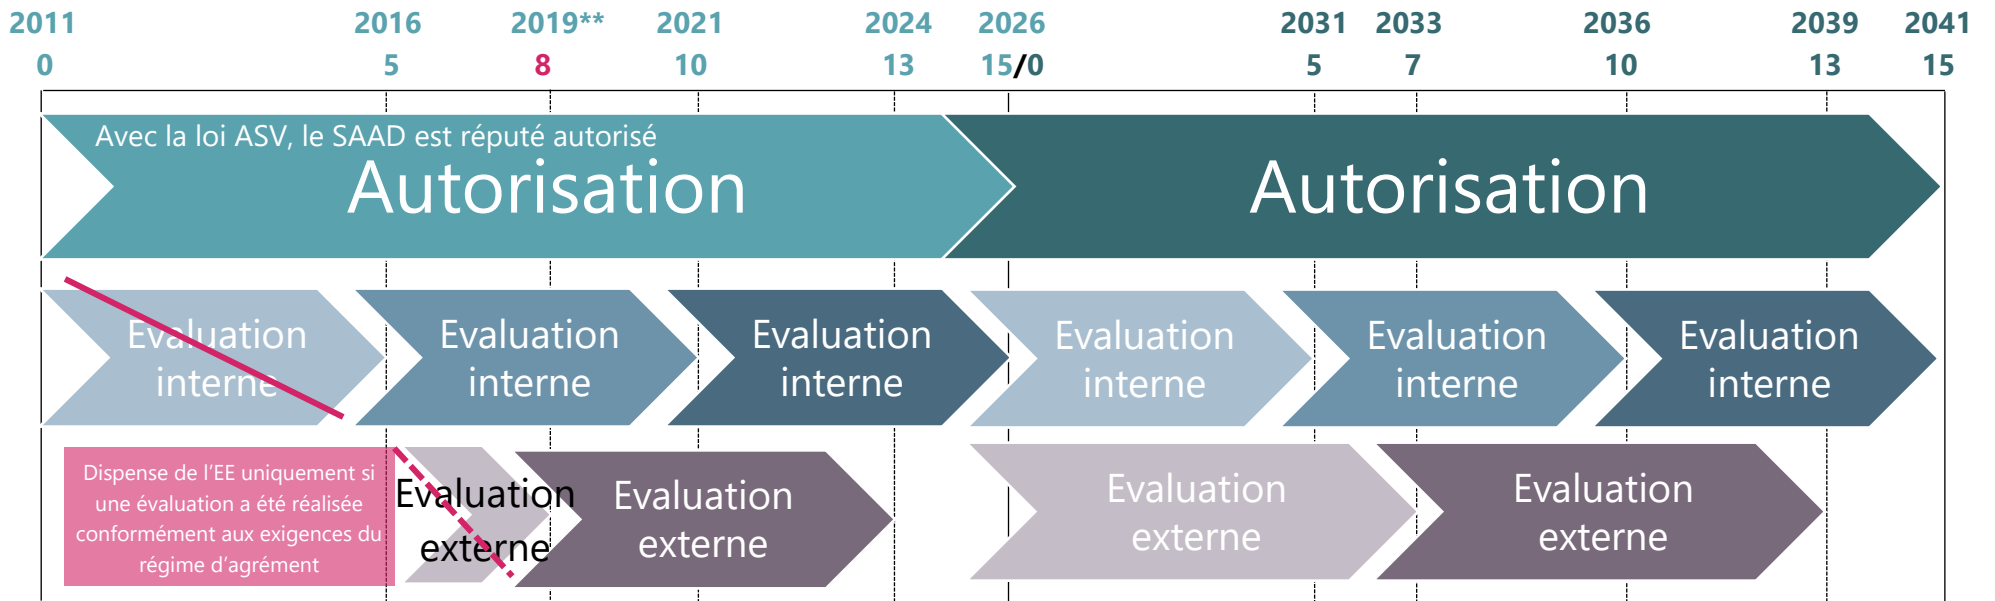 2011 2016 2019** 2021 2024 2026 2031 2033 2036 2039 2041
0 5 8 10 13 15/0 5 7 10 13 15
Avec la loi ASV, le SAAD est réputé autorisé
Autorisation
Autorisation
Evaluation
interne
Evaluation
interne
Evaluation
interne
Evaluation
interne
Evaluation
interne
Evaluation
interne
Dispense de l'EE uniquement si
une évaluation a été réalisée
conformément aux exigences du
régime d'agrément
Evaluation
externe
Evaluation
externe
Evaluation
externe
Evaluation
externe